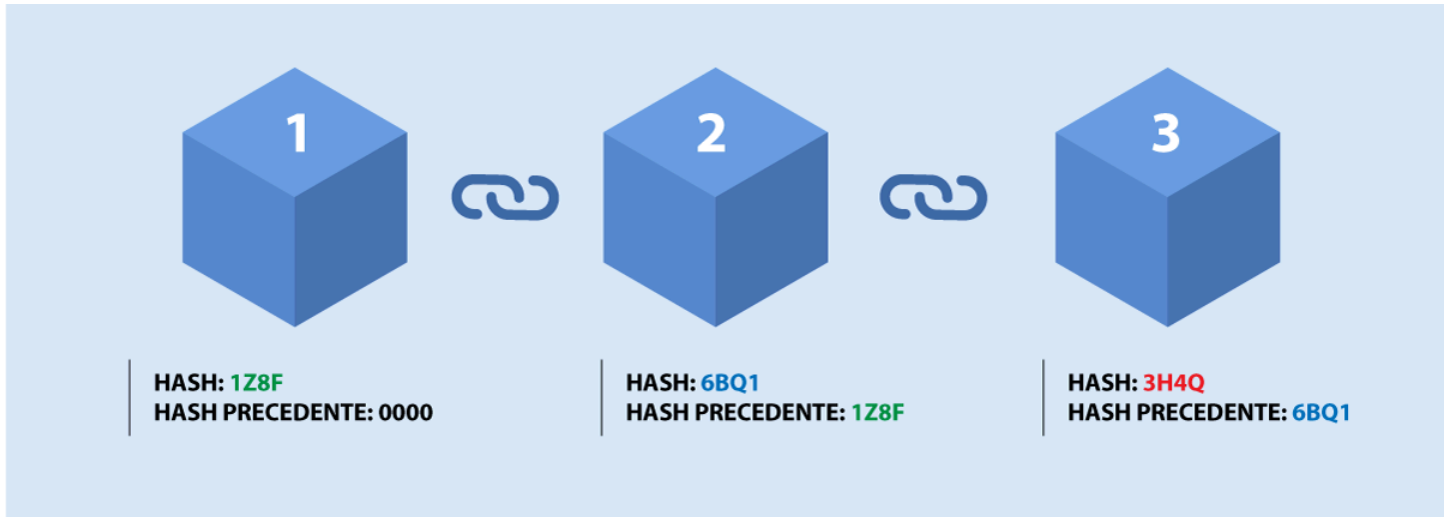 1
2
3
HASH: 1Z8F
HASH PRECEDENTE: 0000
HASH: 6BQ1
HASH PRECEDENTE: 1Z8F
HASH: 3H4Q
HASH PRECEDENTE: 6BQ1